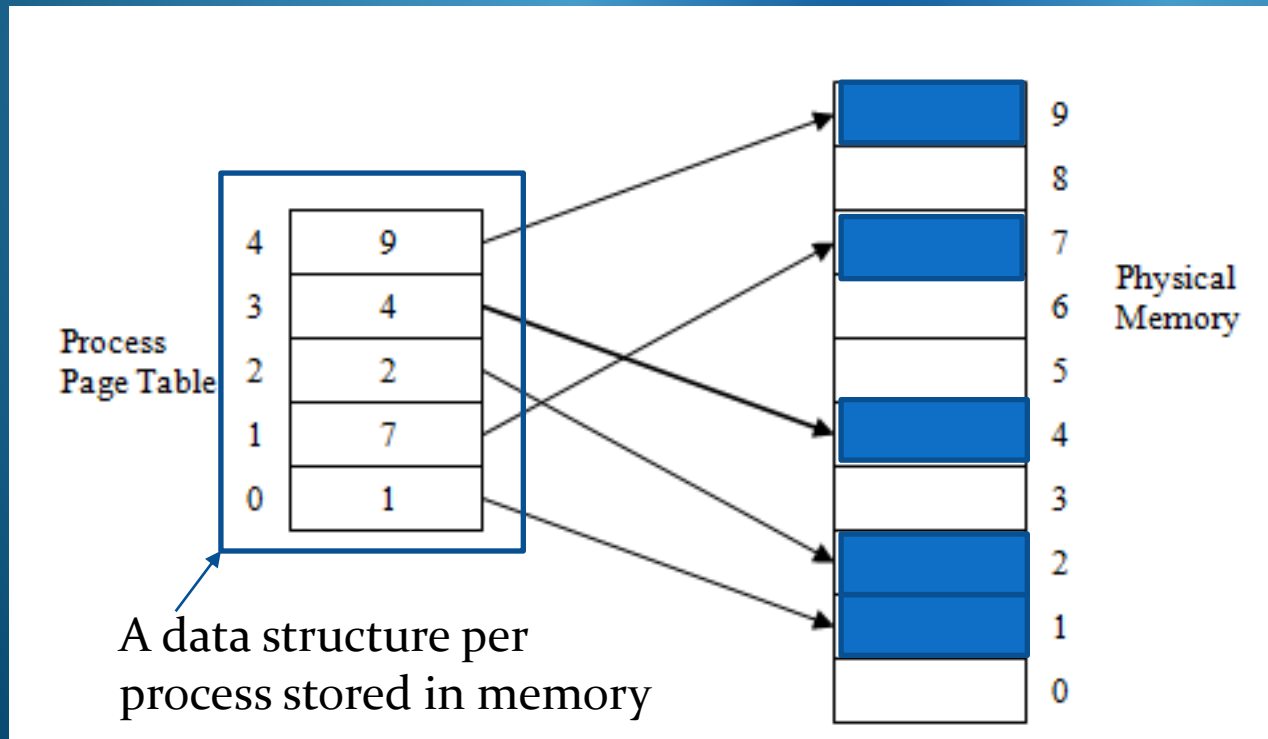 9
8
4 9 7
3 4 6
Physical
Memory
Process
Page Table
2 2 5
1 7 4
0 1 3
2
1
0
A data structure per
process stored in memory